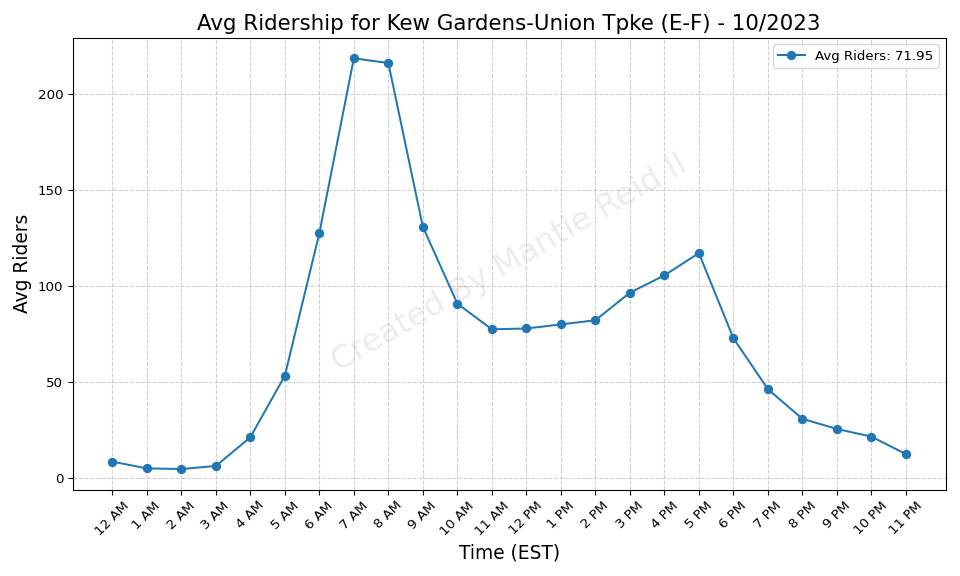 Avg Ridership for Kew Gardens-Union Tpke (E-F) - 10/2023
Avg Riders: 71.95
Avg Riders
200
150
100
50
0
Created By Mantie Reid II
12 AM
1 AM
2 AM
3 AM
4 AM
5 AM
6 AM
7 AM
8 AM
9 AM
10 AM
11 AM
12 PM
1 PM
2 PM
3 PM
4 PM
5 PM
6 PM
7 PM
8 PM
9 PM
10 PM
11 PM
Time (EST)